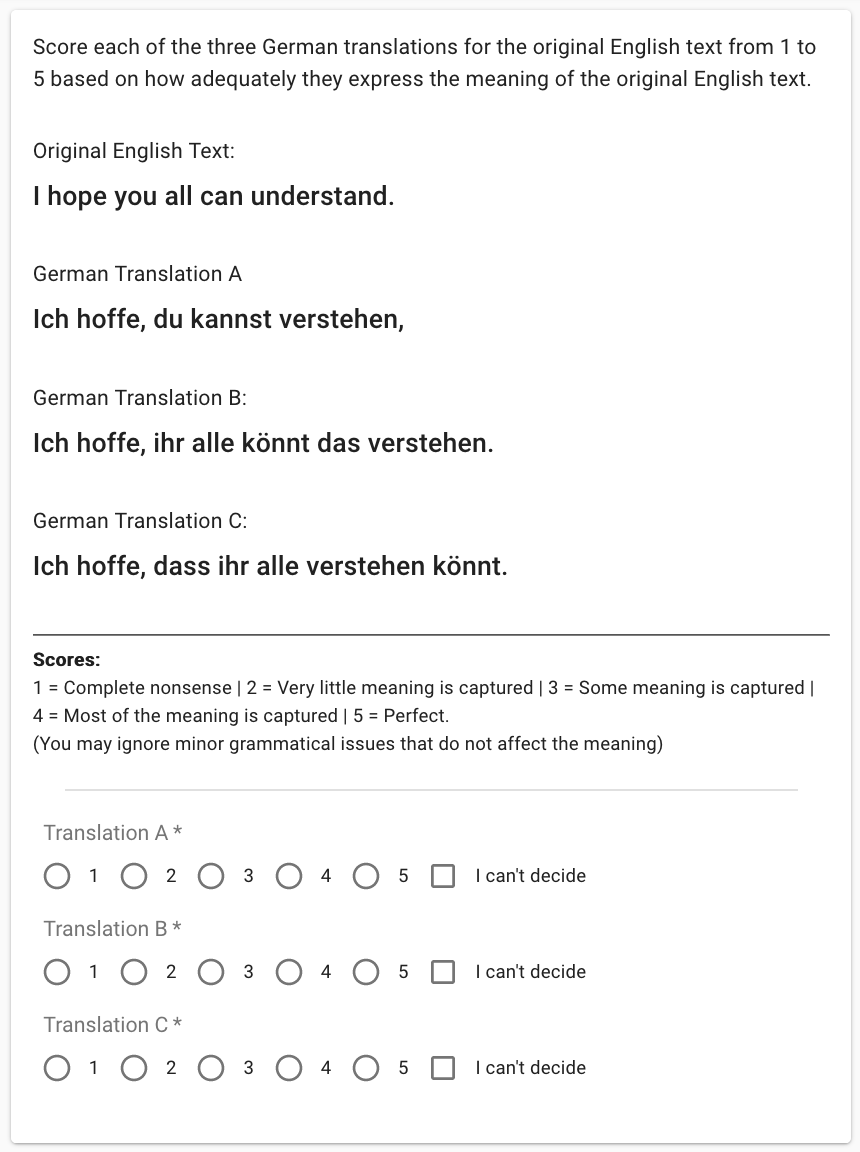 Score each of the three German translations for the original English text from 1 to
5 based on how adequately they express the meaning of the original English text.
Original English Text:
I hope you all can understand.
German Translation A
Ich hoffe, du kannst verstehen,
German Translation B:
Ich hoffe, ihr alle könnt das verstehen.
German Translation C:
Ich hoffe, dass ihr alle verstehen könnt.
Scores:
1 = Complete nonsense | 2 = Very little meaning is captured | 3 = Some meaning is captured |
4 = Most of the meaning is captured | 5 = Perfect.
(You may ignore minor grammatical issues that do not affect the meaning)
Translation A *
1 2 3 4 5 I can't decide
Translation B *
1 2 3 4 5 I can't decide
Translation C *
1 2 3 4 5 I can't decide